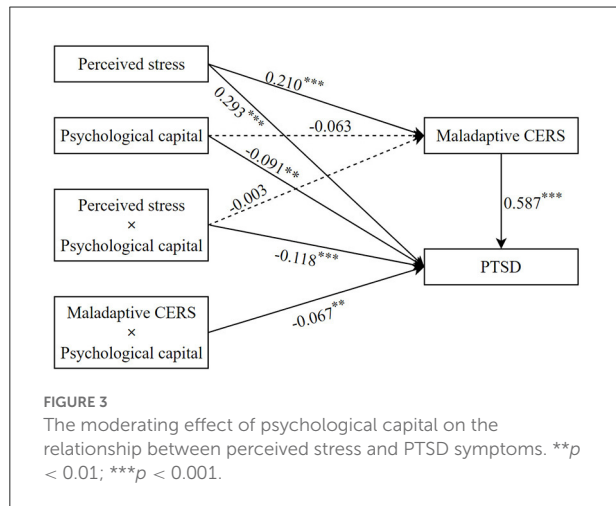 Perceived stress
0.210***
0.293***
Psychological capital
-0.063
Maladaptive CERS
-0.091**
-0.003
0.587***
Perceived stress
×
Psychological capital
-0.118***
PTSD
Maladaptive CERS
×
Psychological capital
-0.067**
FIGURE 3
The moderating effect of psychological capital on the
relationship between perceived stress and PTSD symptoms. **p
< 0.01; ***p < 0.001.